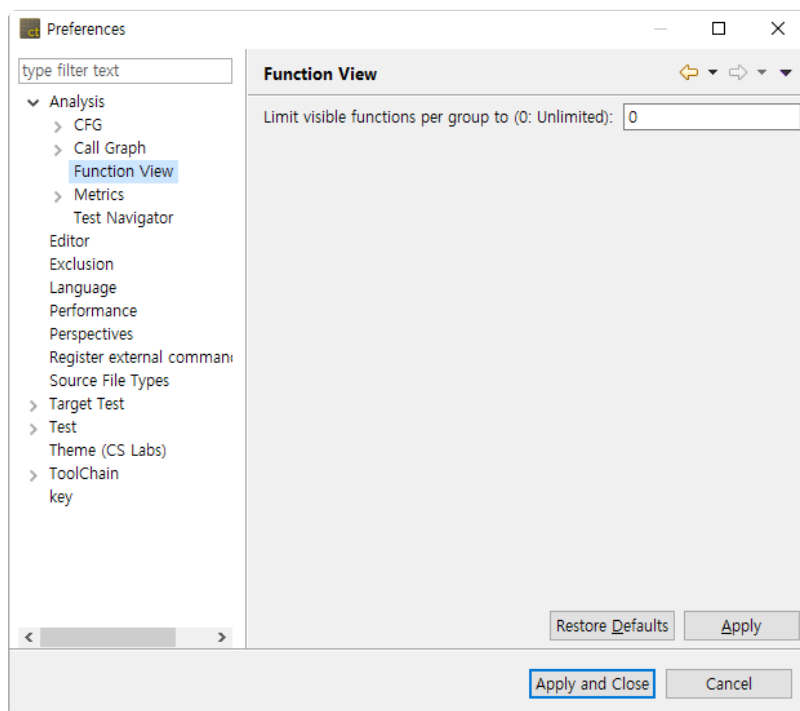 ct Preferences
type filter text
Function View
Analysis
CFG
Call Graph
Function View
Metrics
Test Navigator
Editor
Exclusion
Language
Performance
Perspectives
Register external comman
Source File Types
Target Test
Test
Theme (CS Labs)
ToolChain
key
Limit visible functions per group to (0: Unlimited): 0
Restore Defaults
Apply
Apply and Close
Cancel